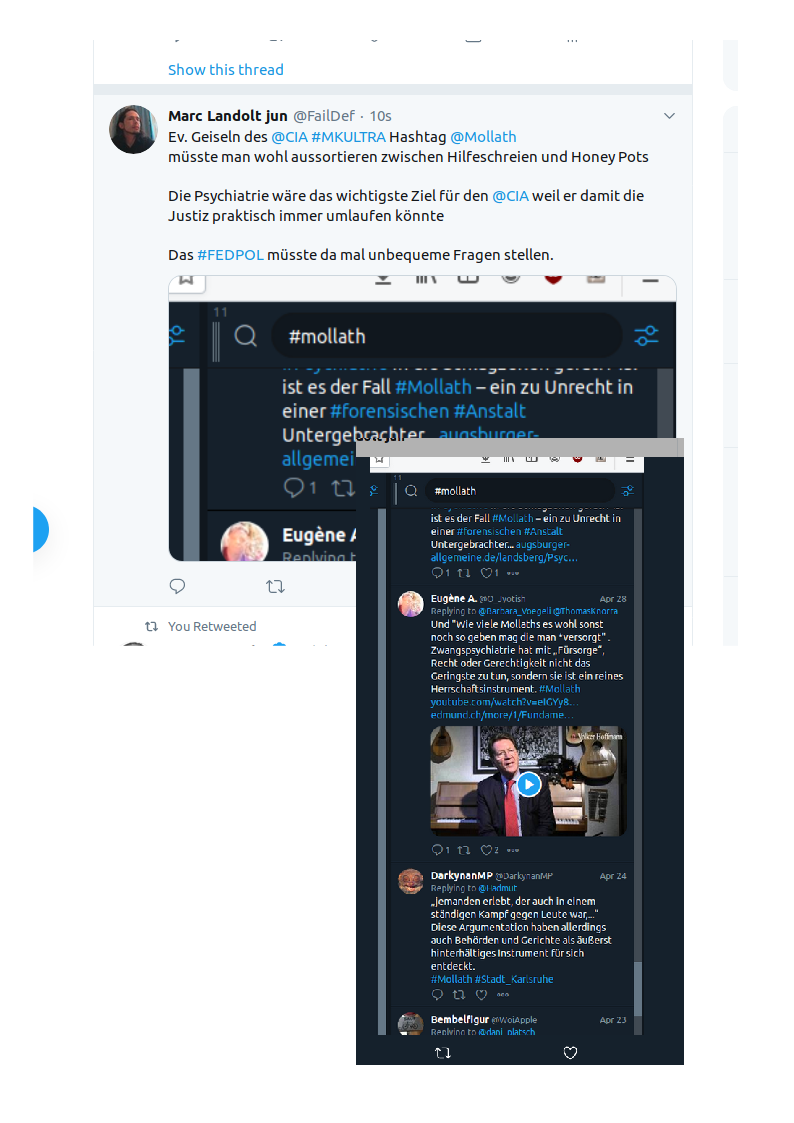 Show this thread
Marc Landolt jun @FailDef · 10s
Ev. Geiseln des @CIA #MKULTRA Hashtag @Mollath
müsste man wohl aussortieren zwischen Hilfeschreien und Honey Pots
Die Psychiatrie wäre das wichtigste Ziel für den @CIA weil er damit die
Justiz praktisch immer umlaufen könnte
Das #FEDPOL müsste da mal unbequeme Fragen stellen.
11
#mollath
ist es der Fall #Mollath – ein zu Unrecht in
einer #forensischen #Anstalt
Untergebrachter... augsburger-
allgemei
1
Eugène A
Replying t
You Retweeted
11
#mollath
ist es der Fall #Mollath – ein zu Unrecht in
einer #forensischen #Anstalt
Untergebrachter... augsburger-
allgemeine.de/landsberg/Psyc...
1 1
Eugène A. @O_Jyotish Apr 28
Replying to @Barbara_Voegeli @ThomasKnorra
Und "Wie viele Mollaths es wohl sonst
noch so geben mag die man *versorgt" .
Zwangspsychiatrie hat mit „Fürsorge“,
Recht oder Gerechtigkeit nicht das
Geringste zu tun, sondern sie ist ein reines
Herrschaftsinstrument. #Mollath
youtube.com/watch?v=eIGYyB...
edmund.ch/more/1/Fundame...
Volker Hoffmann
1 2
DarkynanMP @DarkynanMP Apr 24
Replying to @Hadmut
„jemanden erlebt, der auch in einem
ständigen Kampf gegen Leute war,..."
Diese Argumentation haben allerdings
auch Behörden und Gerichte als äußerst
hinterhältiges Instrument für sich
entdeckt.
#Mollath #Stadt_Karlsruhe
Bembelfigur @WoiApple Apr 23
Replying to @dani_platsch